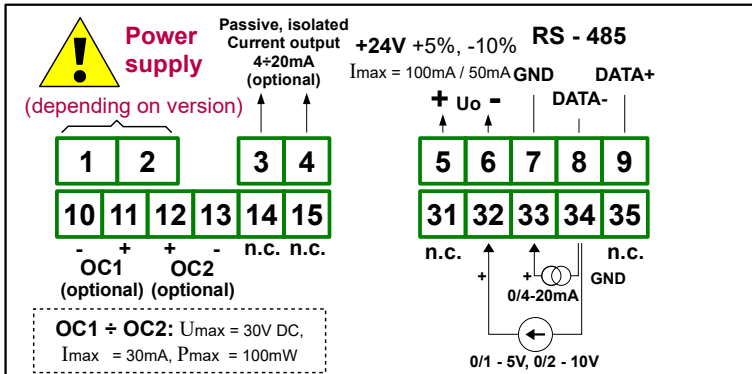 Power
supply
(depending on version)
Passive, isolated
Current output
4÷20mA
(optional)
+24V +5%, -10%
Imax = 100mA / 50mA
+ Uo -
RS - 485
GND
DATA-
DATA+
1 2 3 4 5 6 7 8 9
10 11 12 13 14 15 31 32 33 34 35
- + + - n.c. n.c. n.c. n.c.
OC1
(optional)
OC2
(optional)
OC1 ÷ OC2: Umax = 30V DC,
Imax = 30mA, Pmax = 100mW
+ +
GND
0/4-20mA
0/1 - 5V, 0/2 - 10V